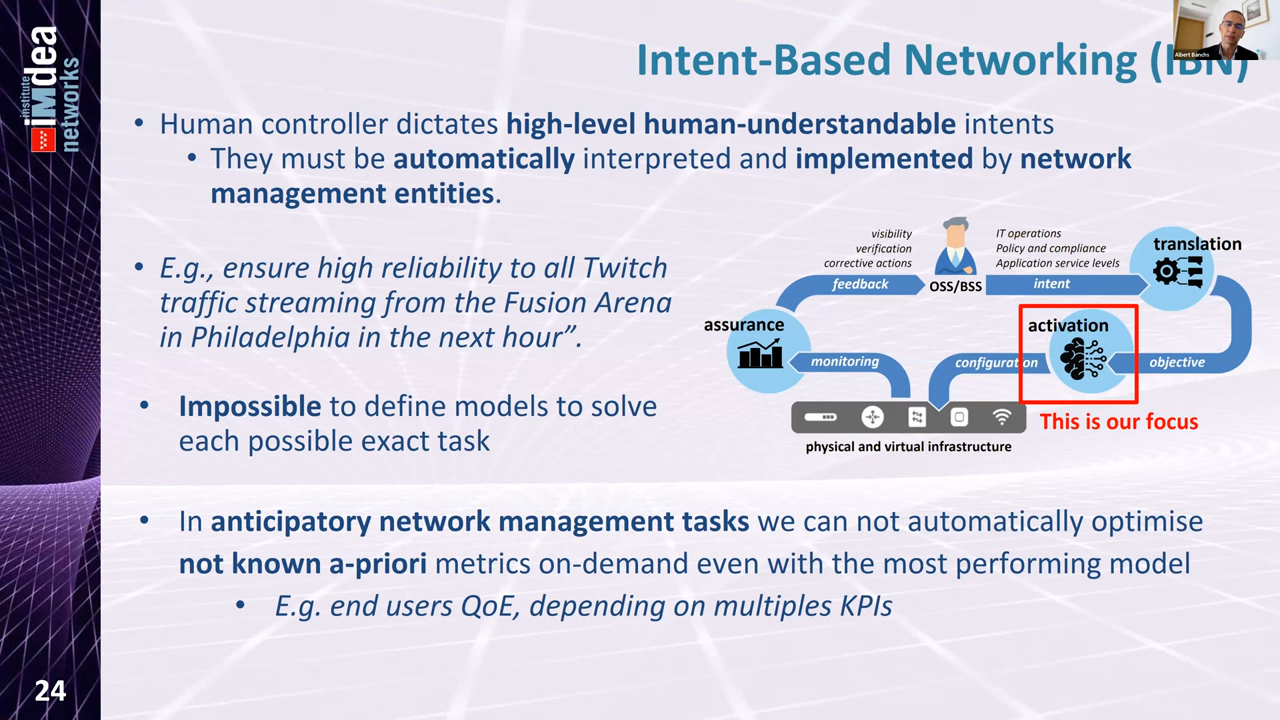 institute
iMdea
networks
Albert Banchs
Intent-Based Networking (IBN)
• Human controller dictates high-level human-understandable intents
• They must be automatically interpreted and implemented by network
management entities.
• E.g., ensure high reliability to all Twitch
traffic streaming from the Fusion Arena
in Philadelphia in the next hour”.
• Impossible to define models to solve
each possible exact task
visibility
verification
corrective actions
IT operations
Policy and compliance
Application service levels
translation
feedback
OSS/BSS
intent
assurance
activation
monitoring
configuration
objective
This is our focus
physical and virtual infrastructure
• In anticipatory network management tasks we can not automatically optimise
not known a-priori metrics on-demand even with the most performing model
• E.g. end users QoE, depending on multiples KPIs
24